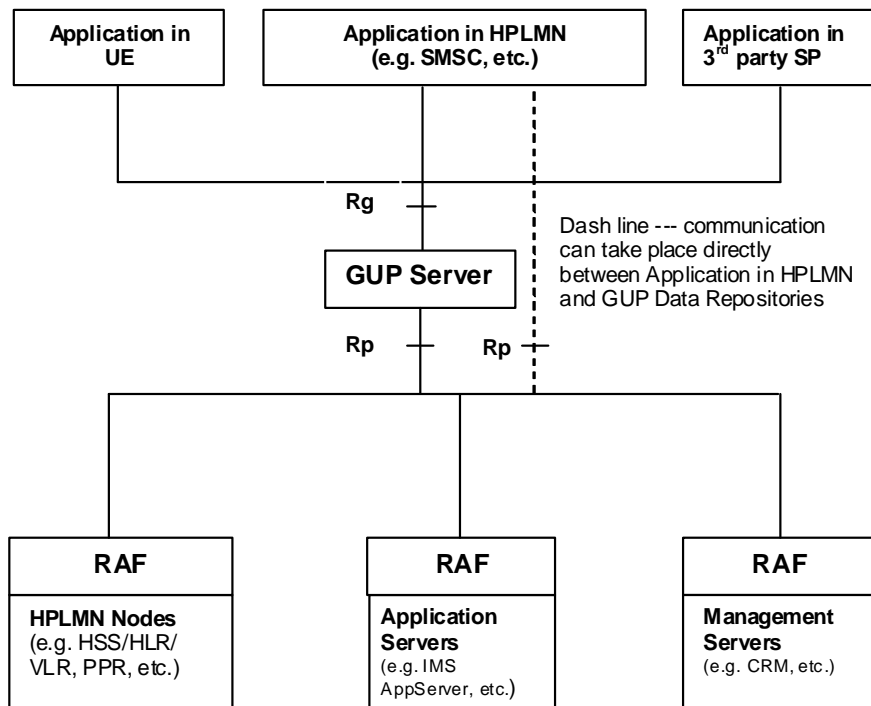 Application in
UE
Application in HPLMN
(e.g. SMSC, etc.)
Application in
3rd party SP
Rg
Dash line --- communication
can take place directly
between Application in HPLMN
and GUP Data Repositories
GUP Server
Rp
Rp
RAF
HPLMN Nodes
(e.g. HSS/HLR/
VLR, PPR, etc.)
RAF
Application
Servers
(e.g. IMS
AppServer, etc.)
RAF
Management
Servers
(e.g. CRM, etc.)